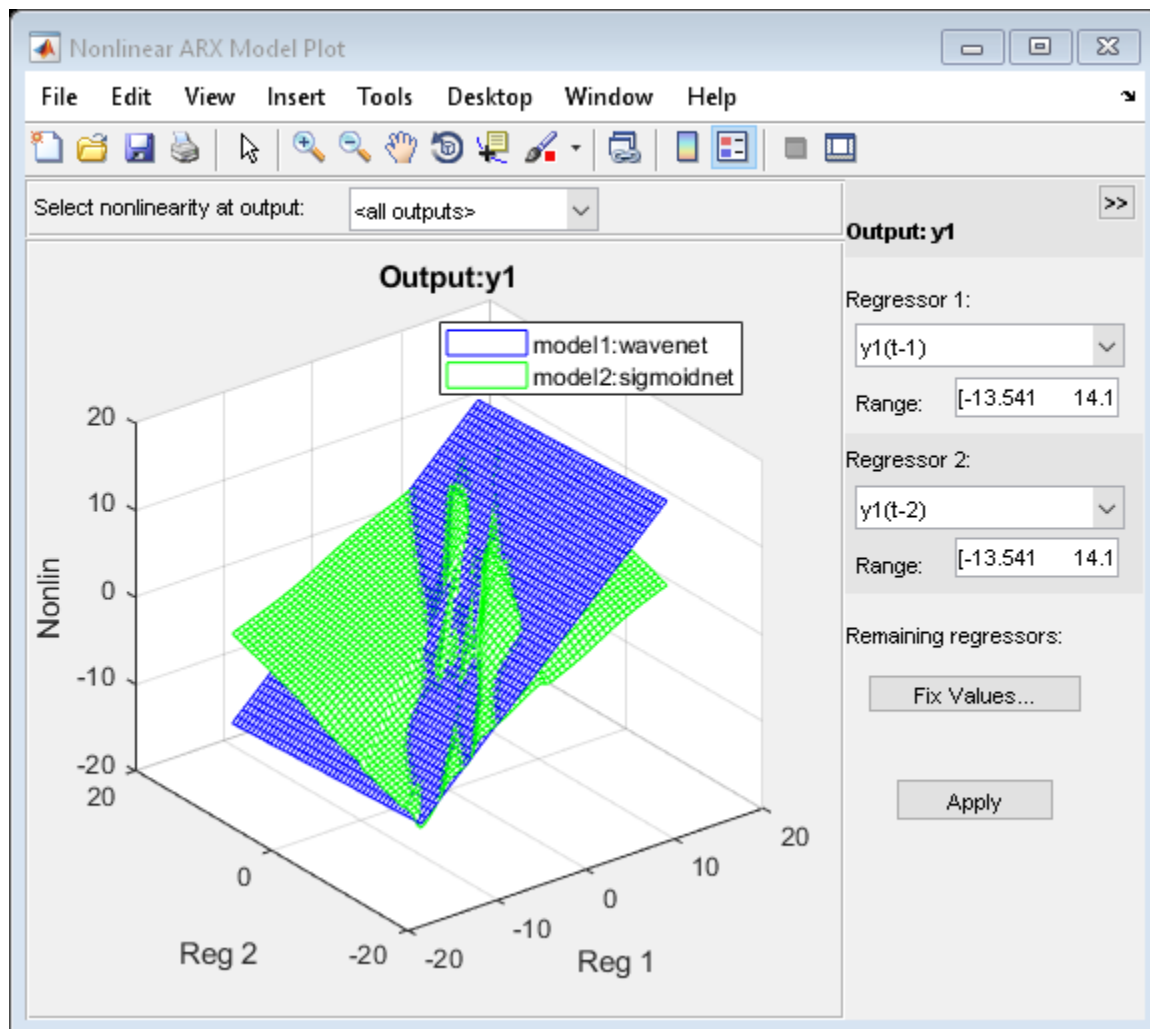 Nonlinear ARX Model Plot
File Edit View Insert Tools Desktop Window Help
Select nonlinearity at output: <all outputs>
>>
Output: y1
Output:y1
model1:wavenet
model2:sigmoidnet
Nonlin
20
10
0
-10
-20
20
0
-20
Reg 2
-20
-10
0
10
20
Reg 1
Regressor 1:
y1(t-1)
Range: [-13.541 14.1
Regressor 2:
y1(t-2)
Range: [-13.541 14.1
Remaining regressors:
Fix Values...
Apply